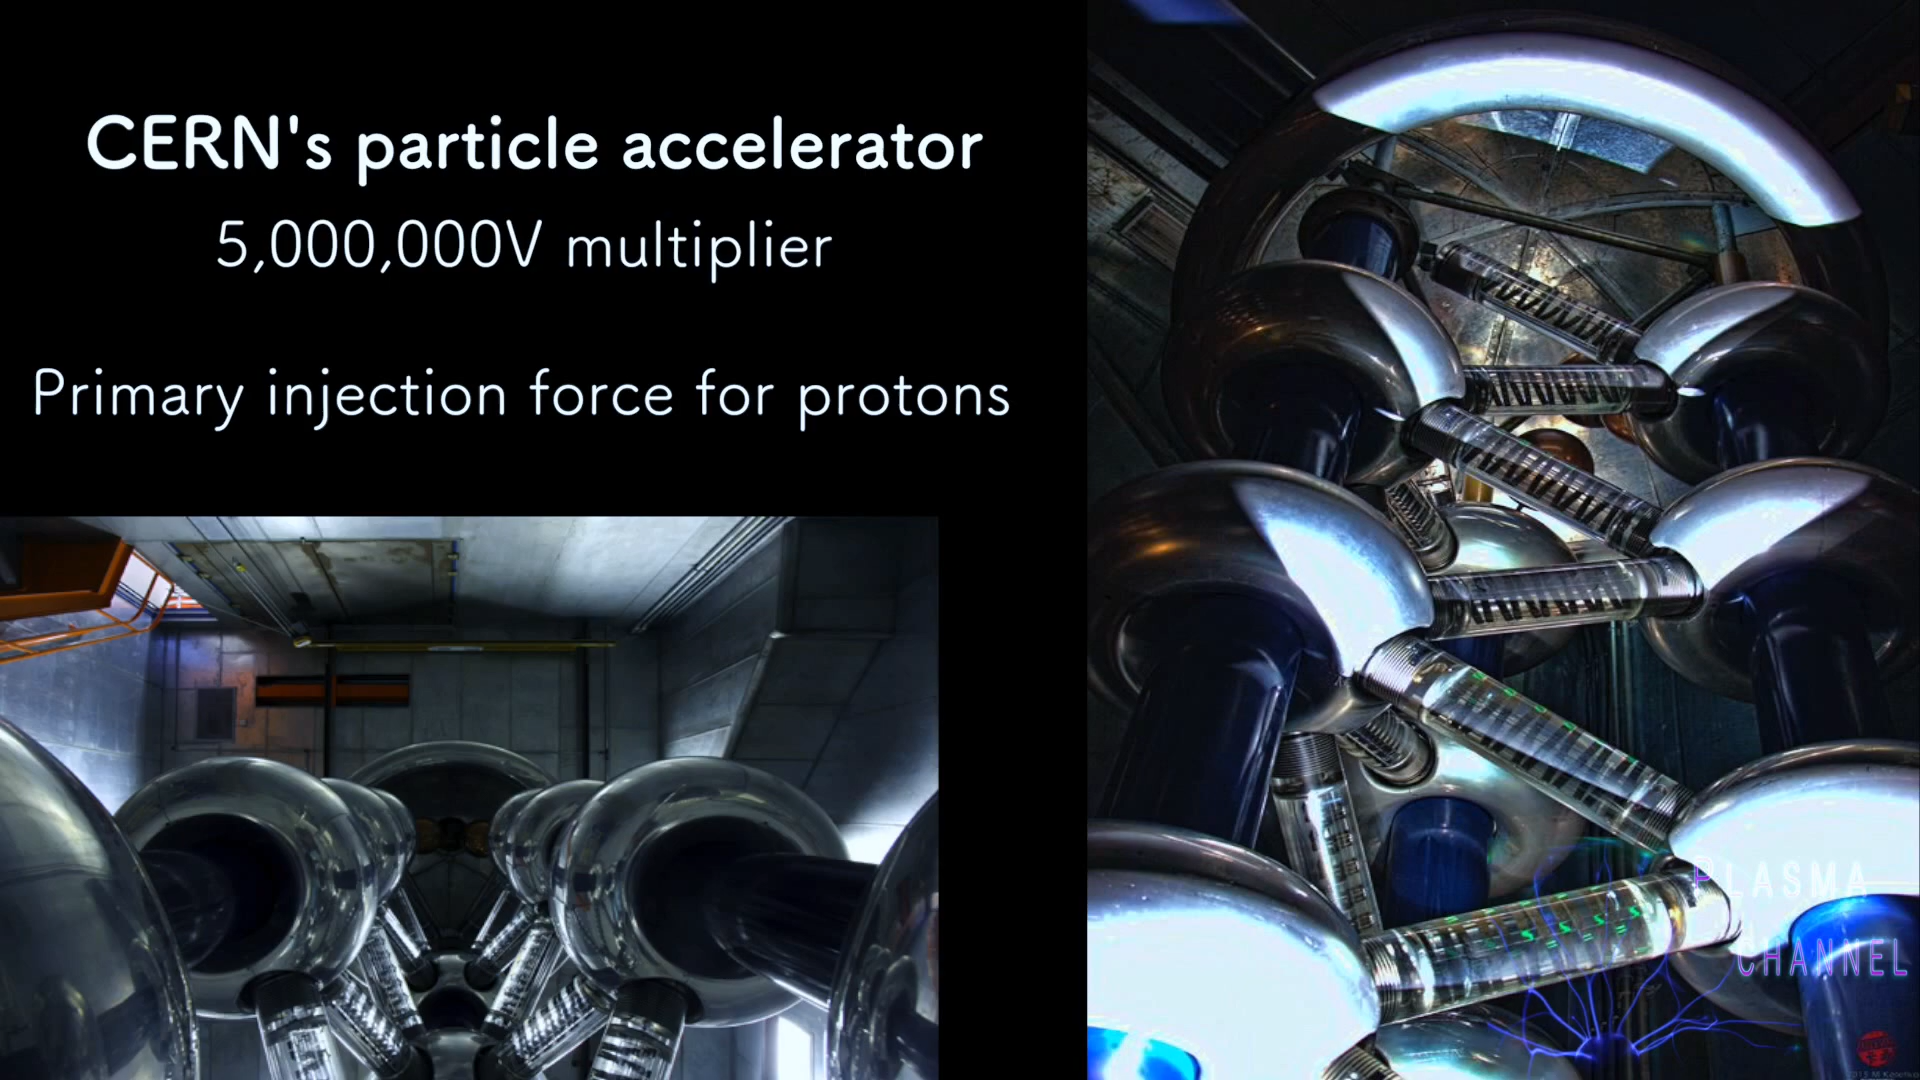 CERN's particle accelerator
5,000,000V multiplier
Primary injection force for protons
PLASMA
CHANNEL